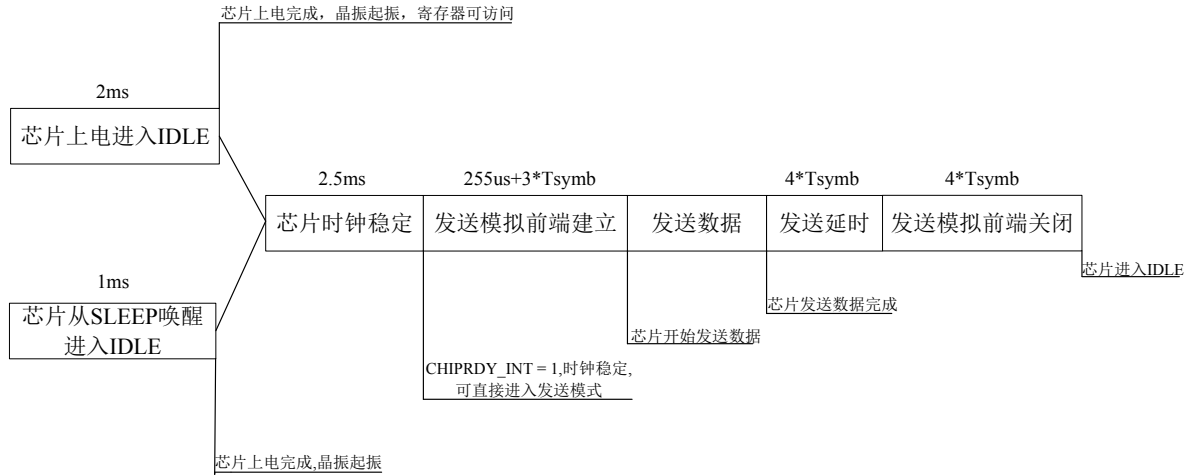 芯片上电完成，晶振起振，寄存器可访问
2ms
芯片上电进入IDLE
2.5ms
255us+3*Tsymb
4*Tsymb
4*Tsymb
芯片时钟稳定
发送模拟前端建立
发送数据
发送延时
发送模拟前端关闭
芯片进入IDLE
1ms
芯片从SLEEP唤醒
进入IDLE
芯片发送数据完成
芯片开始发送数据
CHIPRDY_INT = 1,时钟稳定,
可直接进入发送模式
芯片上电完成,晶振起振